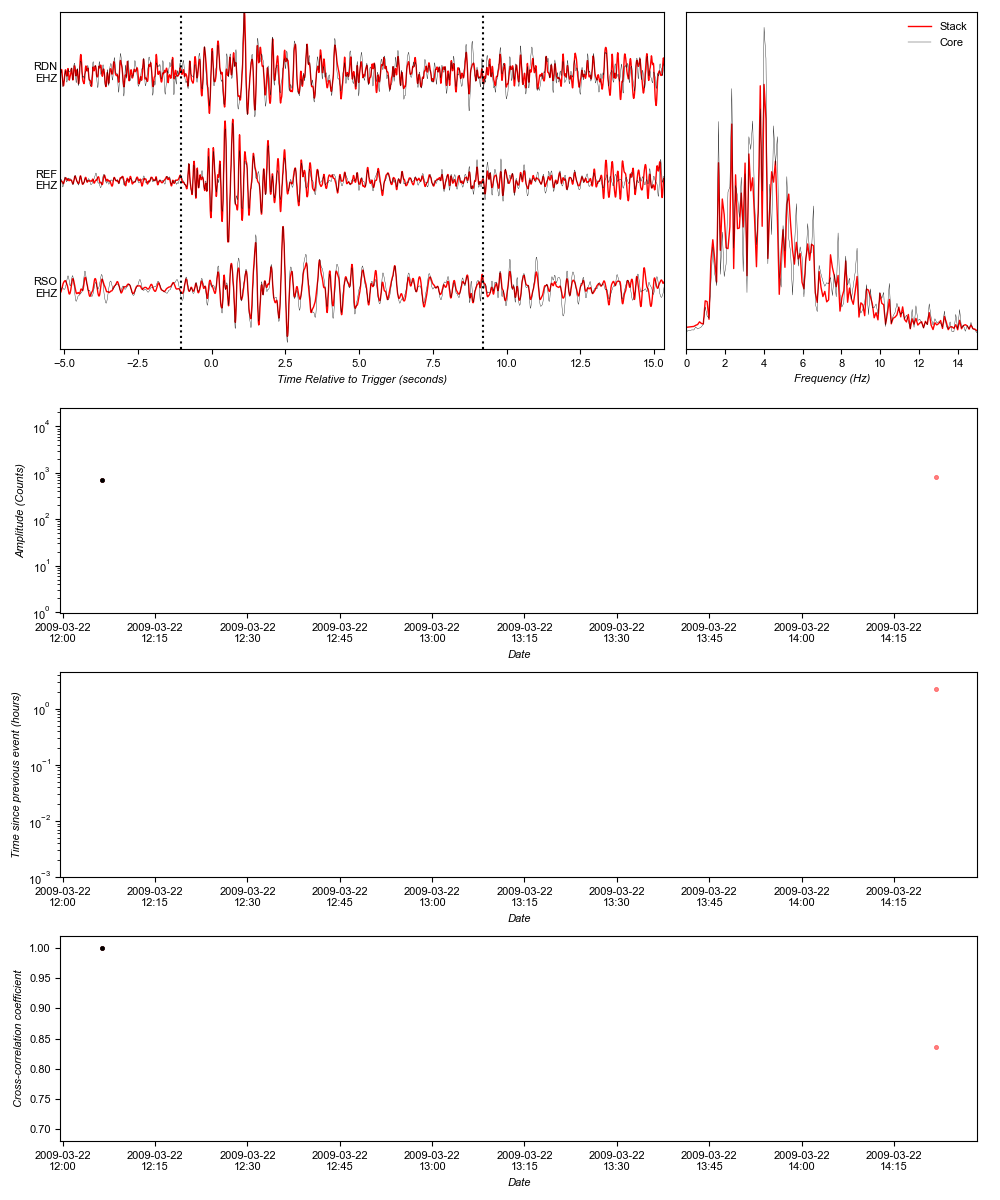 RDN
EHZ
REF
EHZ
RSO
EHZ
−5.0 −2.5 0.0 2.5 5.0 7.5 10.0 12.5 15.0
Time Relative to Trigger (seconds)
Stack
Core
0 2 4 6 8 10 12 14
Frequency (Hz)
Amplitude (Counts)
10⁴
10³
10²
10¹
10⁰
2009-03-22 2009-03-22 2009-03-22 2009-03-22 2009-03-22 2009-03-22 2009-03-22 2009-03-22 2009-03-22 2009-03-22
12:00 12:15 12:30 12:45 13:00 13:15 13:30 13:45 14:00 14:15
Date
Time since previous event (hours)
10⁰
10⁻¹
10⁻²
10⁻³
2009-03-22 2009-03-22 2009-03-22 2009-03-22 2009-03-22 2009-03-22 2009-03-22 2009-03-22 2009-03-22 2009-03-22
12:00 12:15 12:30 12:45 13:00 13:15 13:30 13:45 14:00 14:15
Date
Cross-correlation coefficient
1.00
0.95
0.90
0.85
0.80
0.75
0.70
2009-03-22 2009-03-22 2009-03-22 2009-03-22 2009-03-22 2009-03-22 2009-03-22 2009-03-22 2009-03-22 2009-03-22
12:00 12:15 12:30 12:45 13:00 13:15 13:30 13:45 14:00 14:15
Date